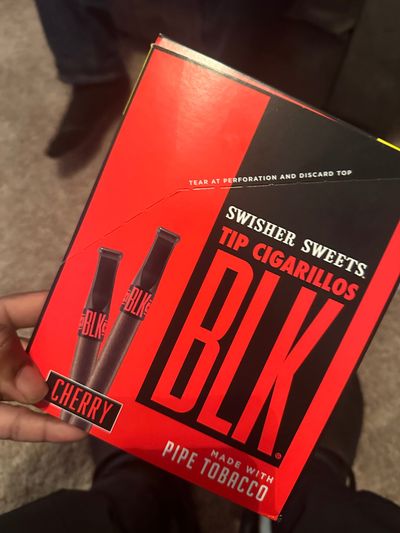 TEAR AT PERFORATION AND DISCARD TOP
SWISHER SWEETS
TIP CIGARILLOS
BLK
BLK
BLK
CHERRY
MADE WITH
PIPE TOBACCO